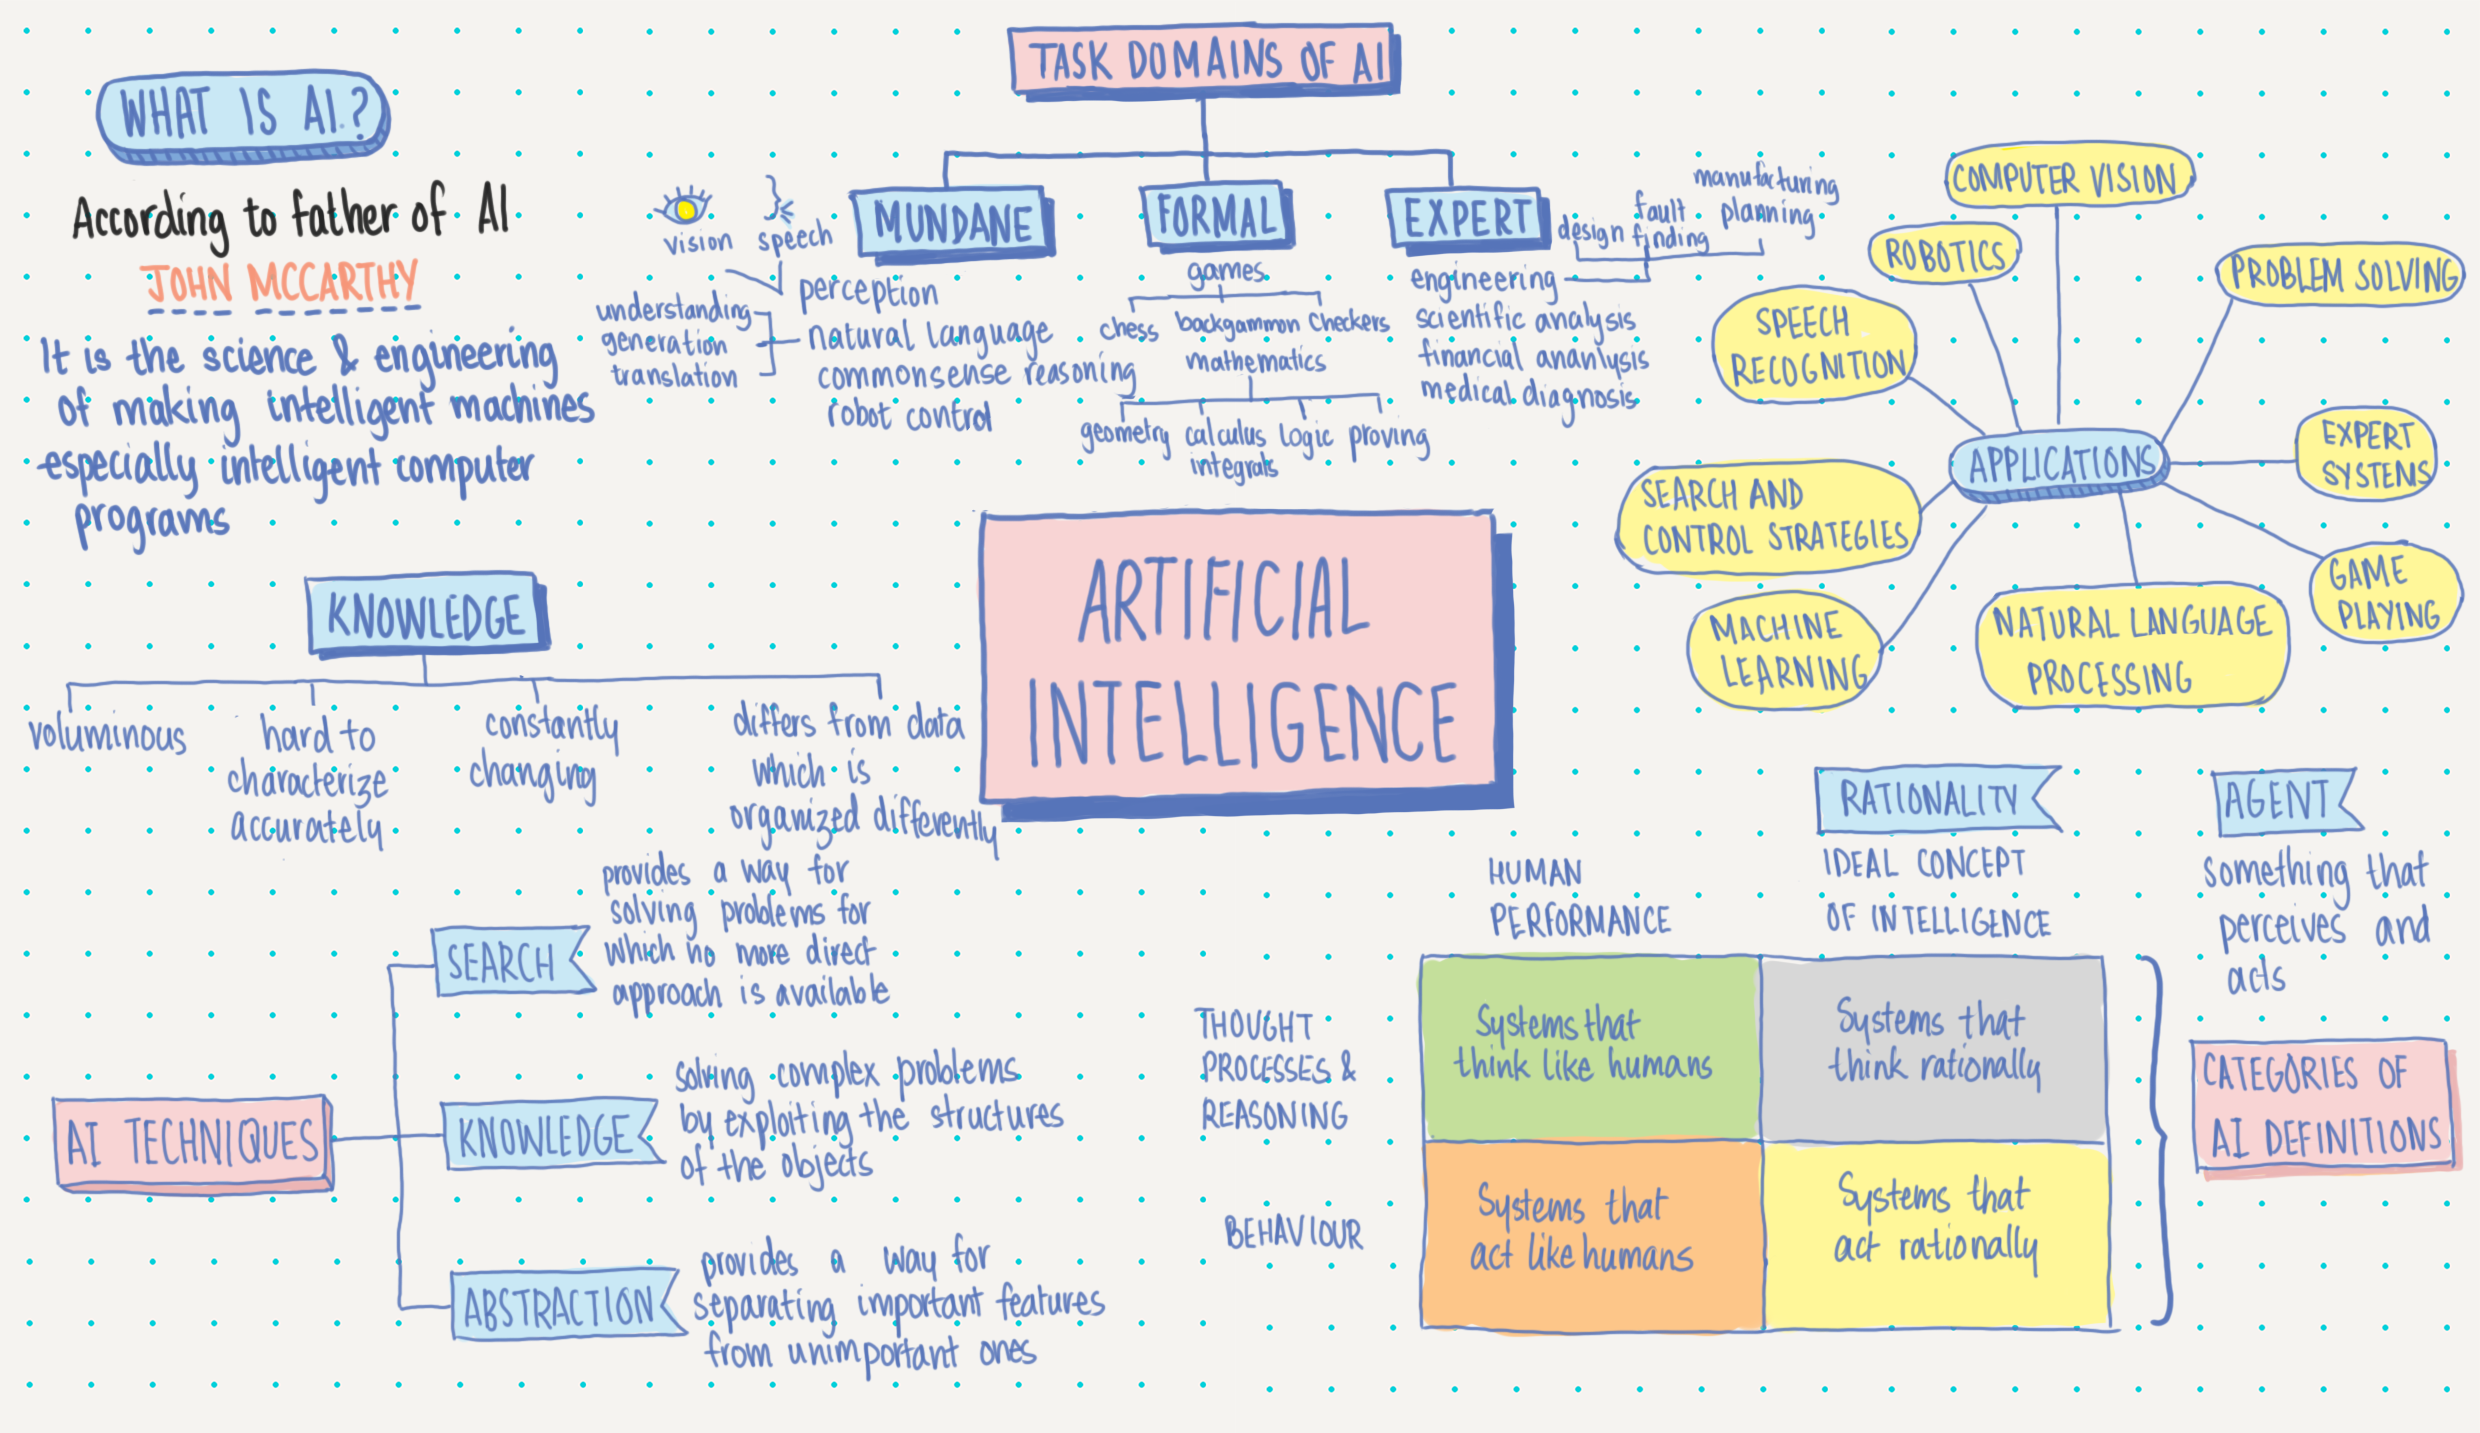 WHAT IS AI.?
According to father of AI
JOHN MCCARTHY
It is the science & engineering
of making intelligent machines
especially intelligent computer
programs
TASK DOMAINS OF AI
MUNDANE
vision speech
perception
understanding
generation
translation
natural language
commonsense reasoning
robot control
FORMAL
games
chess backgammon checkers
mathematics
geometry calculus logic proving
integrals
EXPERT
design fault finding manufacturing planning
engineering
scientific analysis
financial ananlysis
medical diagnosis
COMPUTER VISION
ROBOTICS
PROBLEM SOLVING
SPEECH
RECOGNITION
APPLICATIONS
EXPERT
SYSTEMS
SEARCH AND
CONTROL STRATEGIES
GAME
PLAYING
MACHINE
LEARNING
NATURAL LANGUAGE
PROCESSING
ARTIFICIAL
INTELLIGENCE
KNOWLEDGE
voluminous
hard to
characterize
accurately
constantly
changing
differs from data
which is
organized differently
AI TECHNIQUES
SEARCH
provides a way for
solving problems for
which no more direct
approach is available
KNOWLEDGE
solving complex problems
by exploiting the structures
of the objects
ABSTRACTION
provides a way for
separating important features
from unimportant ones
RATIONALITY
IDEAL CONCEPT
OF INTELLIGENCE
AGENT
something that
perceives and
acts
HUMAN
PERFORMANCE
THOUGHT
PROCESSES &
REASONING
BEHAVIOUR
Systems that
think like humans
Systems that
think rationally
Systems that
act like humans
Systems that
act rationally
CATEGORIES OF
AI DEFINITIONS